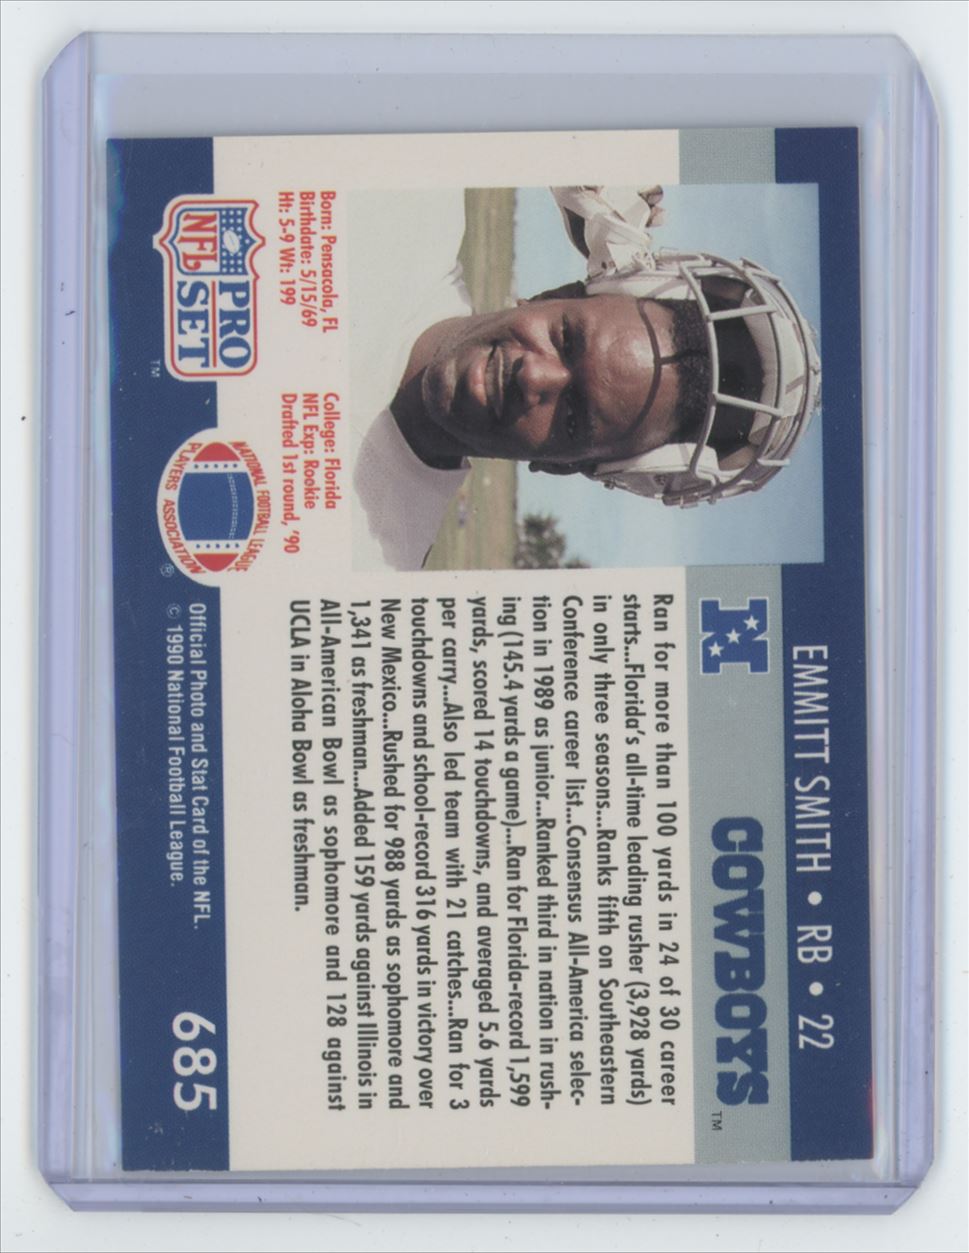 EMMITT SMITH • RB • 22
N
COWBOYS
TM
Ran for more than 100 yards in 24 of 30 career
starts...Florida's all-time leading rusher (3,928 yards)
in only three seasons...Ranks fifth on Southeastern
Conference career list...Consensus All-America selec-
tion in 1989 as junior...Ranked third in nation in rush-
ing (145.4 yards a game)...Ran for Florida-record 1,599
yards, scored 14 touchdowns, and averaged 5.6 yards
per carry...Also led team with 21 catches...Ran for 3
touchdowns and school-record 316 yards in victory over
New Mexico...Rushed for 988 yards as sophomore and
1,341 as freshman...Added 159 yards against Illinois in
All-American Bowl as sophomore and 128 against
UCLA in Aloha Bowl as freshman.
Born: Pensacola, FL
Birthdate: 5/15/69
Ht: 5-9 Wt: 199
College: Florida
NFL Exp: Rookie
Drafted 1st round, '90
PRO
NFL SET
TM
NATIONAL FOOTBALL LEAGUE
PLAYERS ASSOCIATION
®
Official Photo and Stat Card of the NFL.
© 1990 National Football League.
685